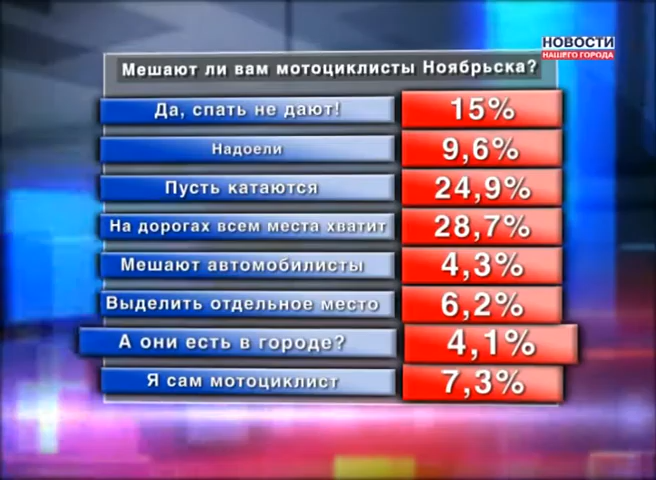 НОВОСТИ
НАШЕГО ГОРОДА
Мешают ли вам мотоциклисты Ноябрьска?
Да, спать не дают! 15%
Надоели 9,6%
Пусть катаются 24,9%
На дорогах всем места хватит 28,7%
Мешают автомобилисты 4,3%
Выделить отдельное место 6,2%
А они есть в городе? 4,1%
Я сам мотоциклист 7,3%